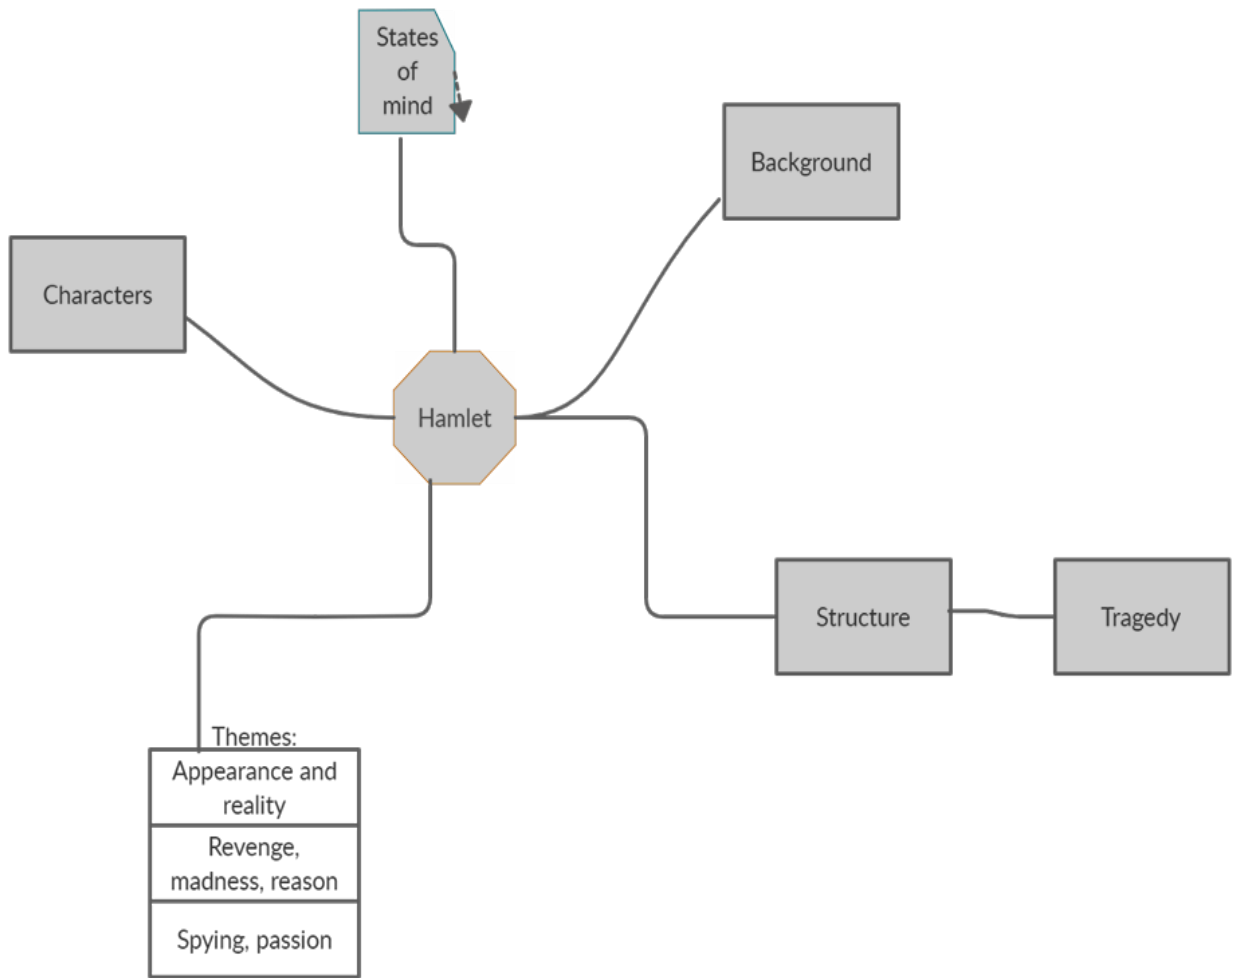 States
of
mind
Background
Characters
Hamlet
Structure
Tragedy
Themes:
Appearance and
reality
Revenge,
madness, reason
Spying, passion